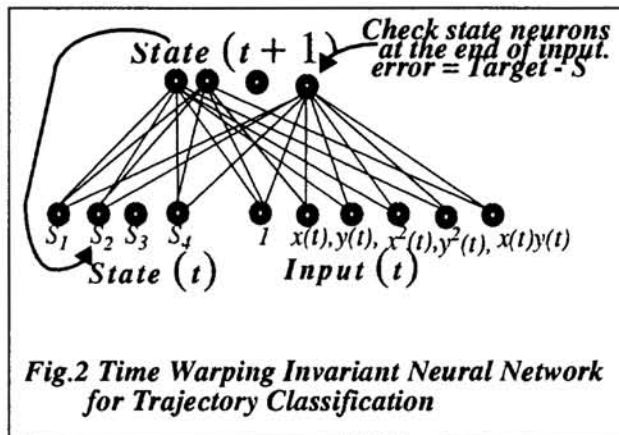 Check state neurons
at the end of input.
error = Target - S
State (t + 1)
S1 S2 S3 S4 1 x(t),y(t), x²(t),y²(t), x(t)y(t)
State (t) Input (t)
Fig.2 Time Warping Invariant Neural Network
for Trajectory Classification